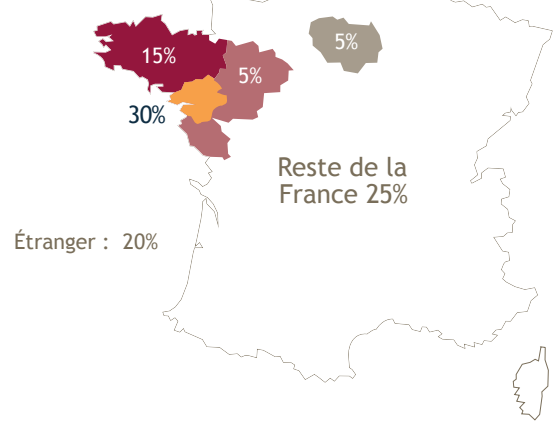 5%
15%
5%
30%
Reste de la
France 25%
Étranger : 20%